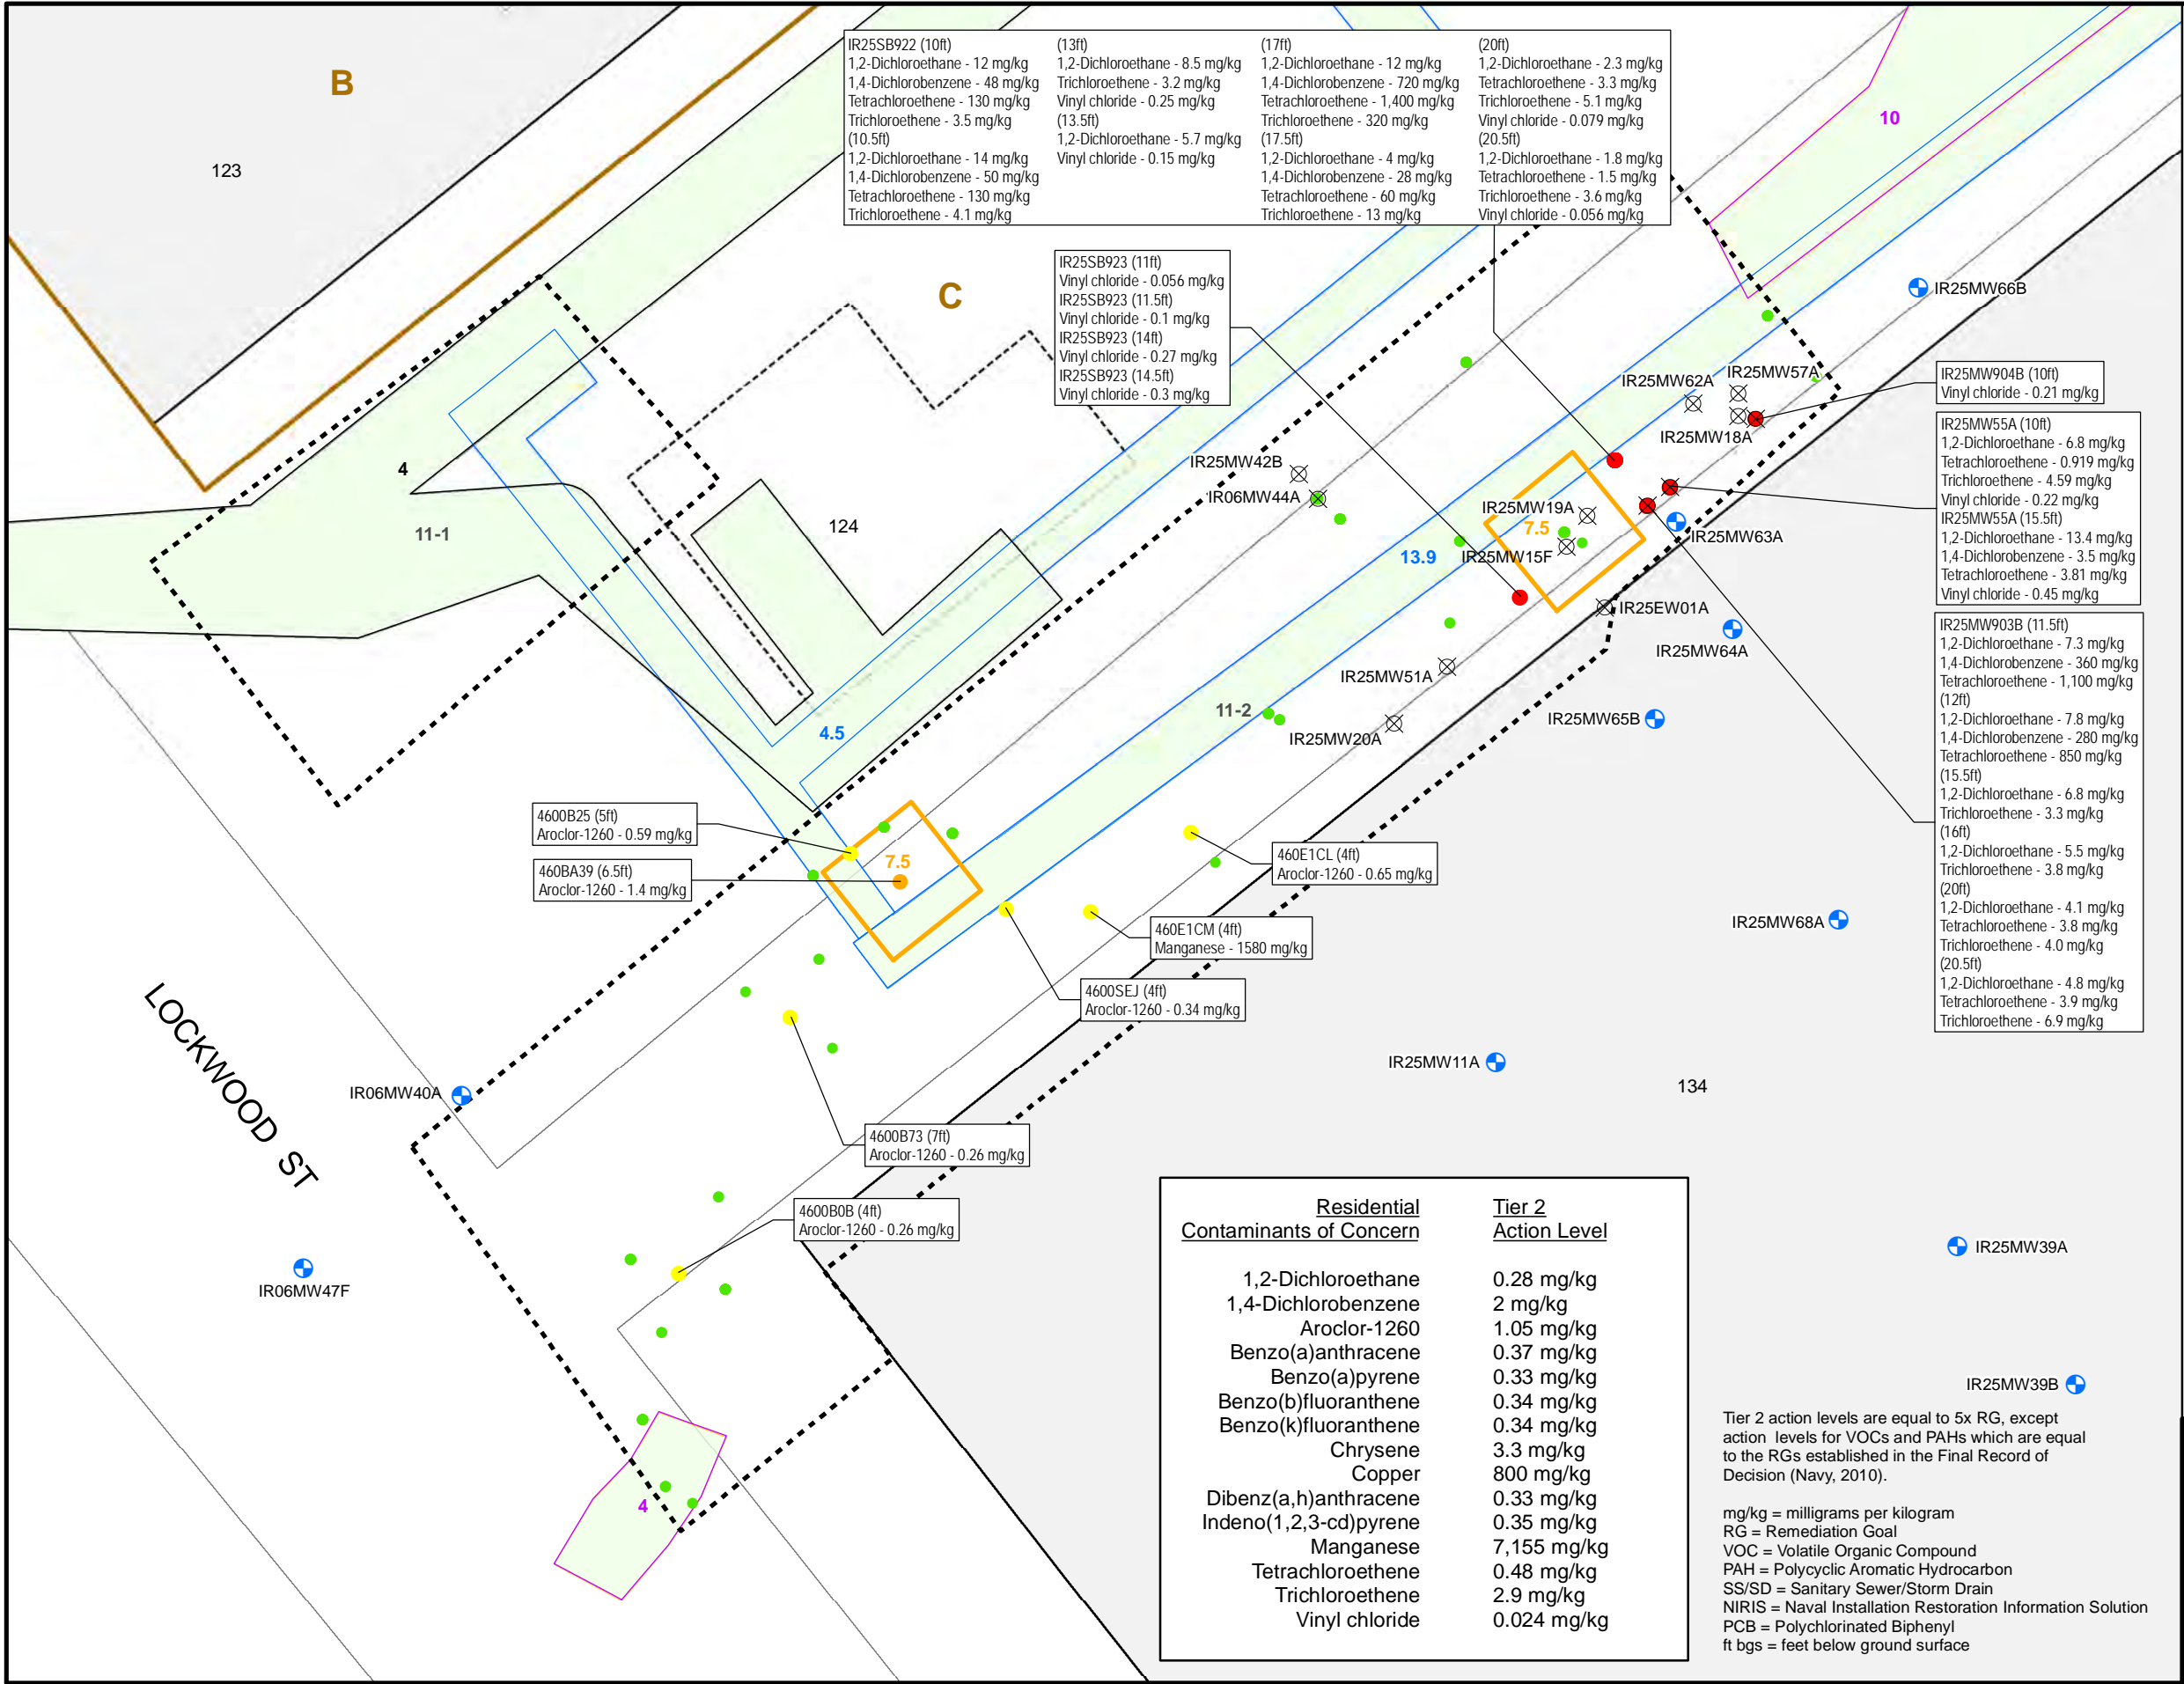 B
123
IR25SB922 (10ft)
1,2-Dichloroethane - 12 mg/kg
1,4-Dichlorobenzene - 48 mg/kg
Tetrachloroethene - 130 mg/kg
Trichloroethene - 3.5 mg/kg
(10.5ft)
1,2-Dichloroethane - 14 mg/kg
1,4-Dichlorobenzene - 50 mg/kg
Tetrachloroethene - 130 mg/kg
Trichloroethene - 4.1 mg/kg
(13ft)
1,2-Dichloroethane - 8.5 mg/kg
Trichloroethene - 3.2 mg/kg
Vinyl chloride - 0.25 mg/kg
(13.5ft)
1,2-Dichloroethane - 5.7 mg/kg
Vinyl chloride - 0.15 mg/kg
(17ft)
1,2-Dichloroethane - 12 mg/kg
1,4-Dichlorobenzene - 720 mg/kg
Tetrachloroethene - 1,400 mg/kg
Trichloroethene - 320 mg/kg
(17.5ft)
1,2-Dichloroethane - 4 mg/kg
1,4-Dichlorobenzene - 28 mg/kg
Tetrachloroethene - 60 mg/kg
Trichloroethene - 13 mg/kg
(20ft)
1,2-Dichloroethane - 2.3 mg/kg
Tetrachloroethene - 3.3 mg/kg
Trichloroethene - 5.1 mg/kg
Vinyl chloride - 0.079 mg/kg
(20.5ft)
1,2-Dichloroethane - 1.8 mg/kg
Tetrachloroethene - 1.5 mg/kg
Trichloroethene - 3.6 mg/kg
Vinyl chloride - 0.056 mg/kg
10
C
IR25SB923 (11ft)
Vinyl chloride - 0.056 mg/kg
IR25SB923 (11.5ft)
Vinyl chloride - 0.1 mg/kg
IR25SB923 (14ft)
Vinyl chloride - 0.27 mg/kg
IR25SB923 (14.5ft)
Vinyl chloride - 0.3 mg/kg
IR25MW66B
IR25MW62A
IR25MW57A
IR25MW18A
IR25MW904B (10ft)
Vinyl chloride - 0.21 mg/kg
IR25MW55A (10ft)
1,2-Dichloroethane - 6.8 mg/kg
Tetrachloroethene - 0.919 mg/kg
Trichloroethene - 4.59 mg/kg
Vinyl chloride - 0.22 mg/kg
IR25MW55A (15.5ft)
1,2-Dichloroethane - 13.4 mg/kg
1,4-Dichlorobenzene - 3.5 mg/kg
Tetrachloroethene - 3.81 mg/kg
Vinyl chloride - 0.45 mg/kg
IR25MW903B (11.5ft)
1,2-Dichloroethane - 7.3 mg/kg
1,4-Dichlorobenzene - 360 mg/kg
Tetrachloroethene - 1,100 mg/kg
(12ft)
1,2-Dichloroethane - 7.8 mg/kg
1,4-Dichlorobenzene - 280 mg/kg
Tetrachloroethene - 850 mg/kg
(15.5ft)
1,2-Dichloroethane - 6.8 mg/kg
Trichloroethene - 3.3 mg/kg
(16ft)
1,2-Dichloroethane - 5.5 mg/kg
Trichloroethene - 3.8 mg/kg
(20ft)
1,2-Dichloroethane - 4.1 mg/kg
Tetrachloroethene - 3.8 mg/kg
Trichloroethene - 4.0 mg/kg
(20.5ft)
1,2-Dichloroethane - 4.8 mg/kg
Tetrachloroethene - 3.9 mg/kg
Trichloroethene - 6.9 mg/kg
4
11-1
124
IR25MW42B
IR06MW44A
IR25MW19A
7.5
IR25MW15F
13.9
IR25MW63A
IR25EW01A
IR25MW64A
IR25MW51A
11-2
IR25MW20A
IR25MW65B
4.5
4600B25 (5ft)
Aroclor-1260 - 0.59 mg/kg
460BA39 (6.5ft)
Aroclor-1260 - 1.4 mg/kg
7.5
460E1CL (4ft)
Aroclor-1260 - 0.65 mg/kg
460E1CM (4ft)
Manganese - 1580 mg/kg
4600SEJ (4ft)
Aroclor-1260 - 0.34 mg/kg
IR25MW68A
IR25MW11A
134
LOCKWOOD ST
IR06MW40A
4600B73 (7ft)
Aroclor-1260 - 0.26 mg/kg
4600B0B (4ft)
Aroclor-1260 - 0.26 mg/kg
IR06MW47F
4
IR25MW39A
IR25MW39B
Residential Tier 2
Contaminants of Concern Action Level
1,2-Dichloroethane 0.28 mg/kg
1,4-Dichlorobenzene 2 mg/kg
Aroclor-1260 1.05 mg/kg
Benzo(a)anthracene 0.37 mg/kg
Benzo(a)pyrene 0.33 mg/kg
Benzo(b)fluoranthene 0.34 mg/kg
Benzo(k)fluoranthene 0.34 mg/kg
Chrysene 3.3 mg/kg
Copper 800 mg/kg
Dibenz(a,h)anthracene 0.33 mg/kg
Indeno(1,2,3-cd)pyrene 0.35 mg/kg
Manganese 7,155 mg/kg
Tetrachloroethene 0.48 mg/kg
Trichloroethene 2.9 mg/kg
Vinyl chloride 0.024 mg/kg
Tier 2 action levels are equal to 5x RG, except
action levels for VOCs and PAHs which are equal
to the RGs established in the Final Record of
Decision (Navy, 2010).
mg/kg = milligrams per kilogram
RG = Remediation Goal
VOC = Volatile Organic Compound
PAH = Polycyclic Aromatic Hydrocarbon
SS/SD = Sanitary Sewer/Storm Drain
NIRIS = Naval Installation Restoration Information Solution
PCB = Polychlorinated Biphenyl
ft bgs = feet below ground surface